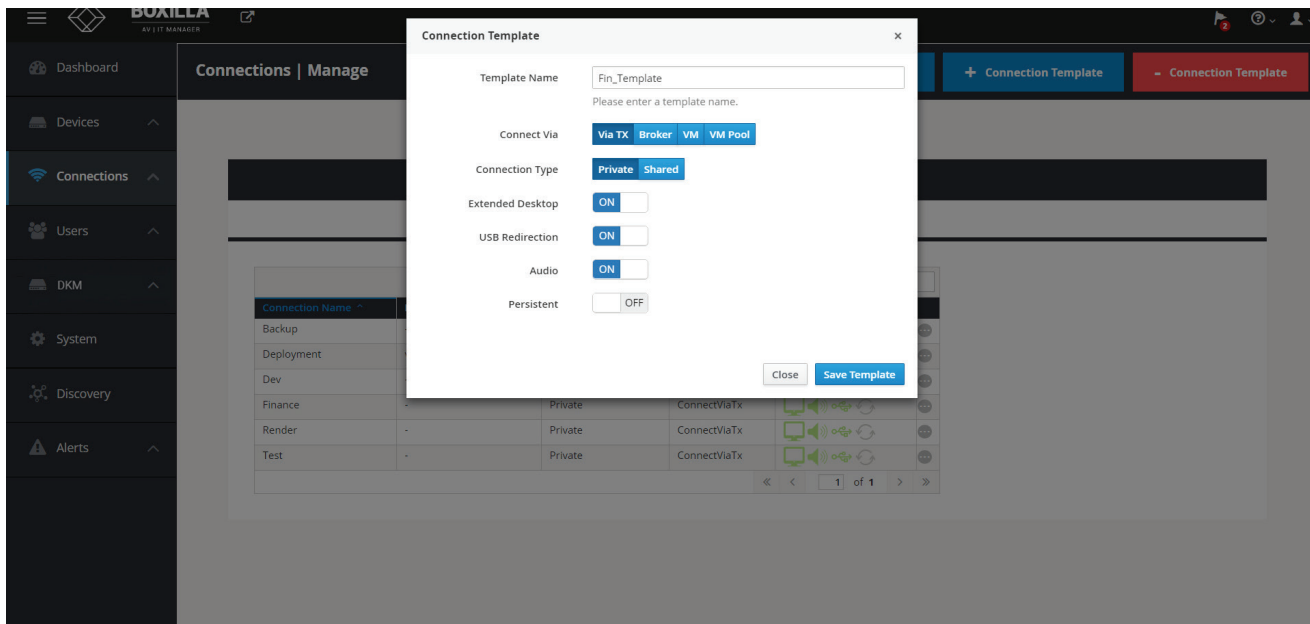 BOXILLA
AV | IT MANAGER
2
Dashboard
Devices
Connections
Users
DKM
System
Discovery
Alerts
Connections | Manage
+ Connection Template
- Connection Template
Connection Template ×
Template Name Fin_Template
Please enter a template name.
Connect Via Via TX Broker VM VM Pool
Connection Type Private Shared
Extended Desktop ON
USB Redirection ON
Audio ON
Persistent OFF
Close Save Template
Connection Name
Backup
Deployment
Dev
Finance - Private ConnectViaTx
Render - Private ConnectViaTx
Test - Private ConnectViaTx
« < 1 of 1 > »